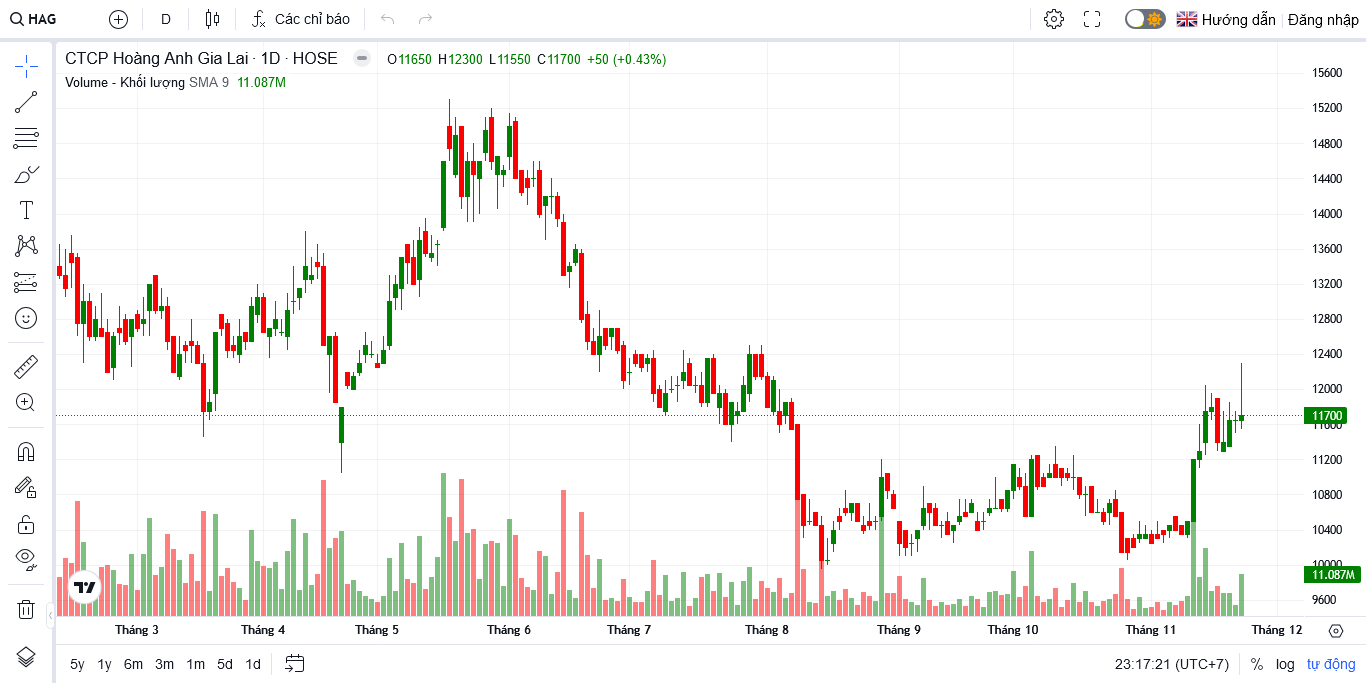 HAG D Các chỉ báo Hướng dẫn Đăng nhập
CTCP Hoàng Anh Gia Lai · 1D · HOSE O11650 H12300 L11550 C11700 +50 (+0.43%)
Volume - Khối lượng SMA 9 11.087M
15600
15200
14800
14400
14000
13600
13200
12800
12400
12000
11700
11600
11200
10800
10400
10000
11.087M
9600
Tháng 3 Tháng 4 Tháng 5 Tháng 6 Tháng 7 Tháng 8 Tháng 9 Tháng 10 Tháng 11 Tháng 12
5y 1y 6m 3m 1m 5d 1d 23:17:21 (UTC+7) % log tự động